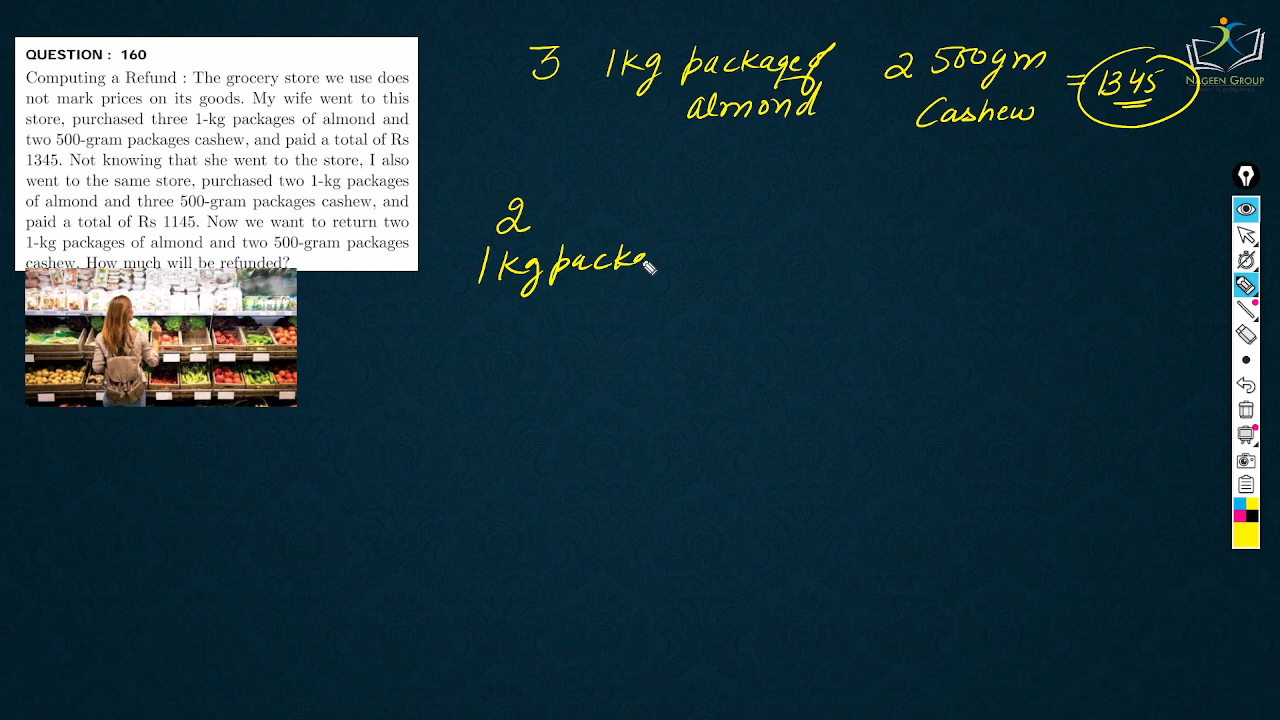 QUESTION : 160
Computing a Refund : The grocery store we use does
not mark prices on its goods. My wife went to this
store, purchased three 1-kg packages of almond and
two 500-gram packages cashew, and paid a total of Rs
1345. Not knowing that she went to the store, I also
went to the same store, purchased two 1-kg packages
of almond and three 500-gram packages cashew, and
paid a total of Rs 1145. Now we want to return two
1-kg packages of almond and two 500-gram packages
cashew. How much will be refunded?
3 1kg package of 2 500gm = 1345
almond Cashew
2
1kg packa
NAGEEN GROUP